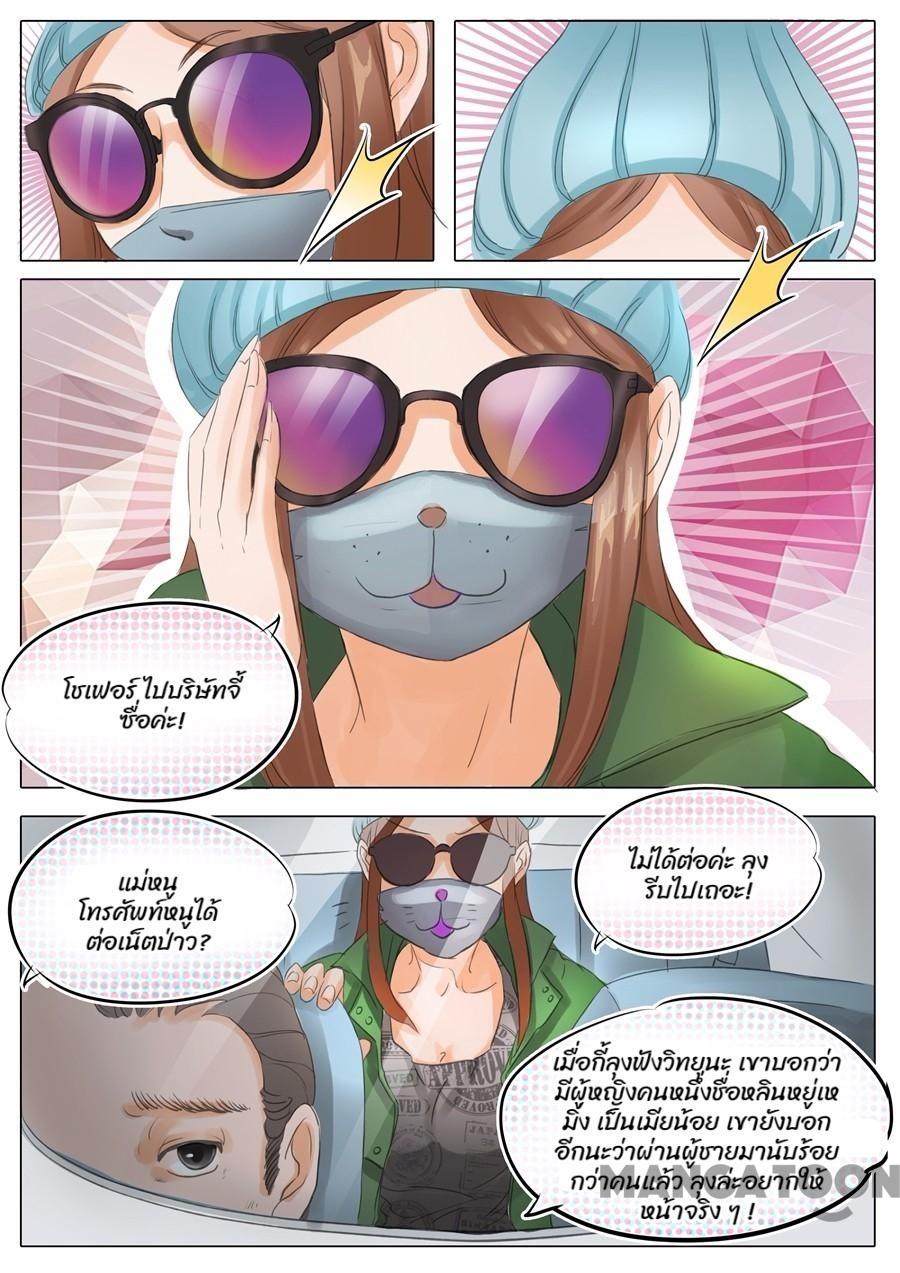 โชเฟอร์ ไปบริษัทจี้
ซื่อค่ะ!
แม่หนู
โทรศัพท์หนูได้
ต่อเน็ตป่าว?
ไม่ได้ต่อค่ะ ลุง
รีบไปเถอะ!
APPROVED
เมื่อกี้ลุงฟังวิทยุนะ เขาบอกว่า
มีผู้หญิงคนหนึ่งชื่อหลินหยู่เห
มิ่ง เป็นเมียน้อย เขายังบอก
อีกนะว่าผ่านผู้ชายมานับร้อย
กว่าคนแล้ว ลุงล่ะอยากให้
หน้าจริง ๆ !
MANGATOON